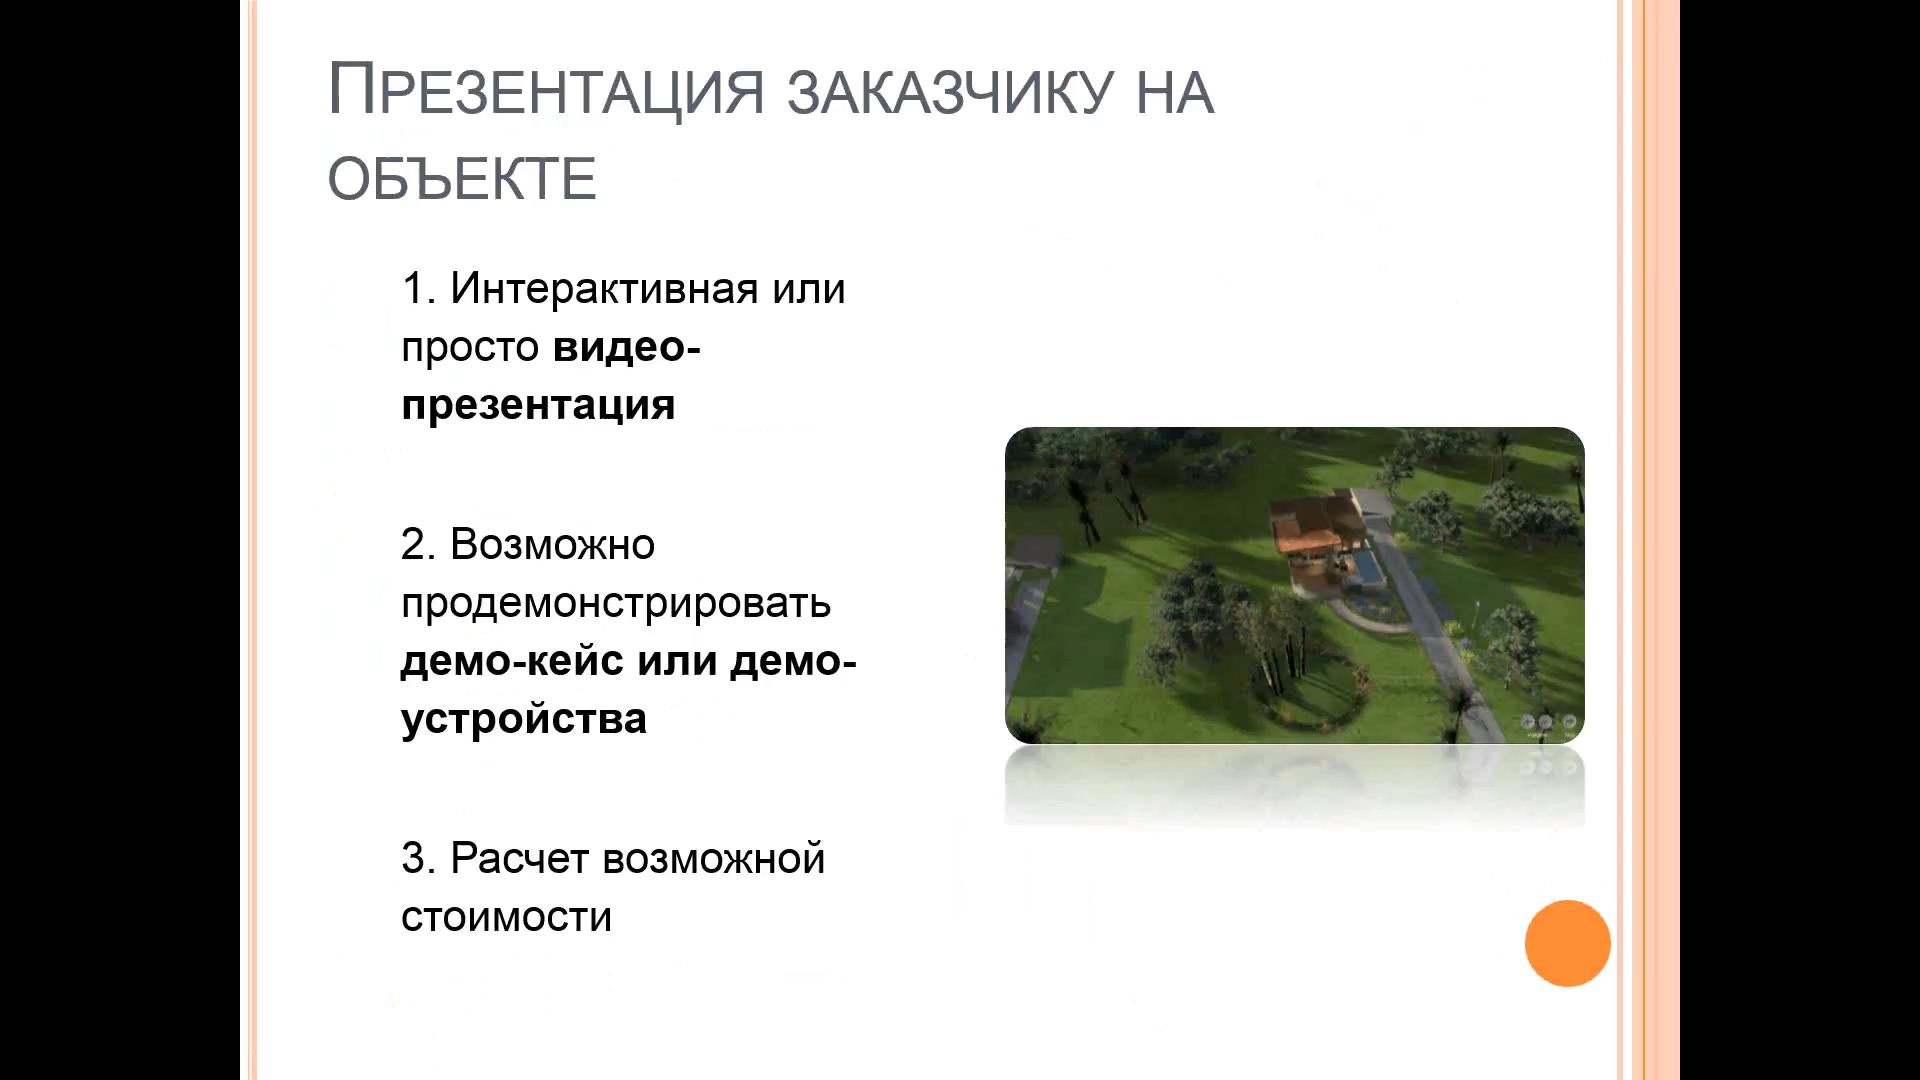 ПРЕЗЕНТАЦИЯ ЗАКАЗЧИКУ НА
ОБЪЕКТЕ
1. Интерактивная или
просто видео-
презентация
2. Возможно
продемонстрировать
демо-кейс или демо-
устройства
3. Расчет возможной
стоимости